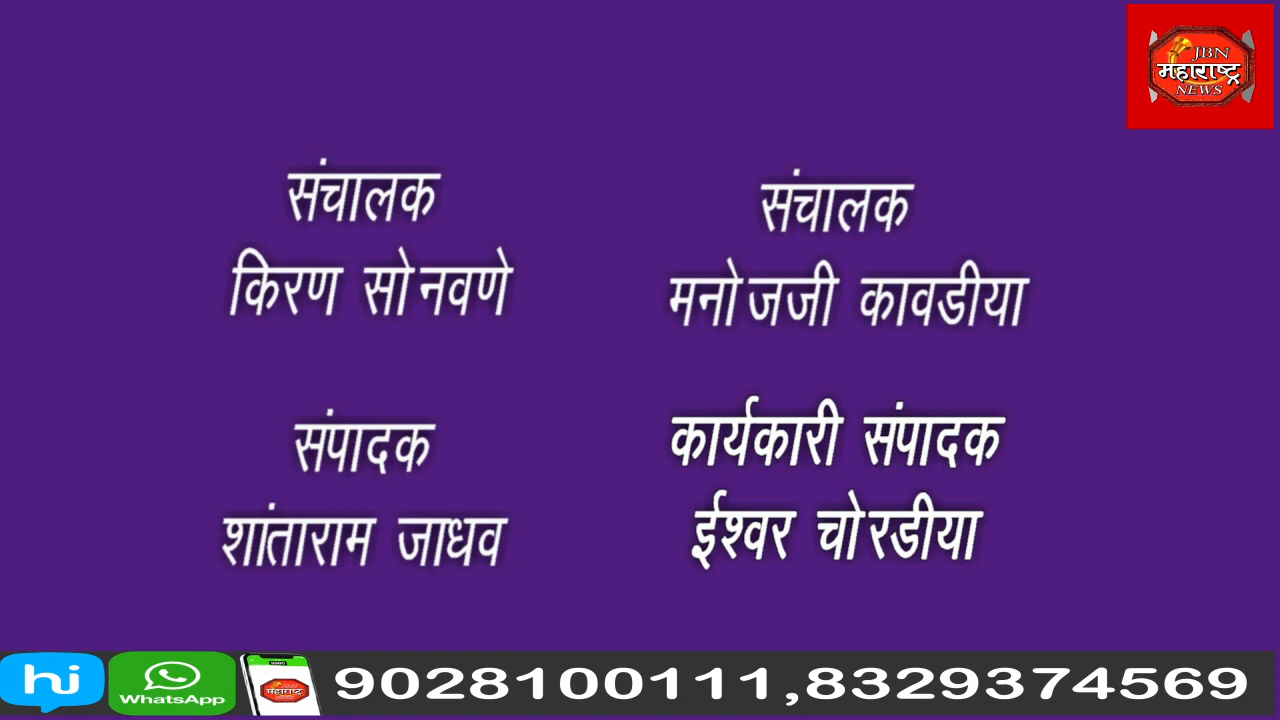 JBN
महाराष्ट्र
NEWS
संचालक
किरण सोनवणे
संचालक
मनोजजी कावडीया
संपादक
शांताराम जाधव
कार्यकारी संपादक
ईश्वर चोरडीया
hi
WhatsApp
महाराष्ट्र
9028100111,8329374569